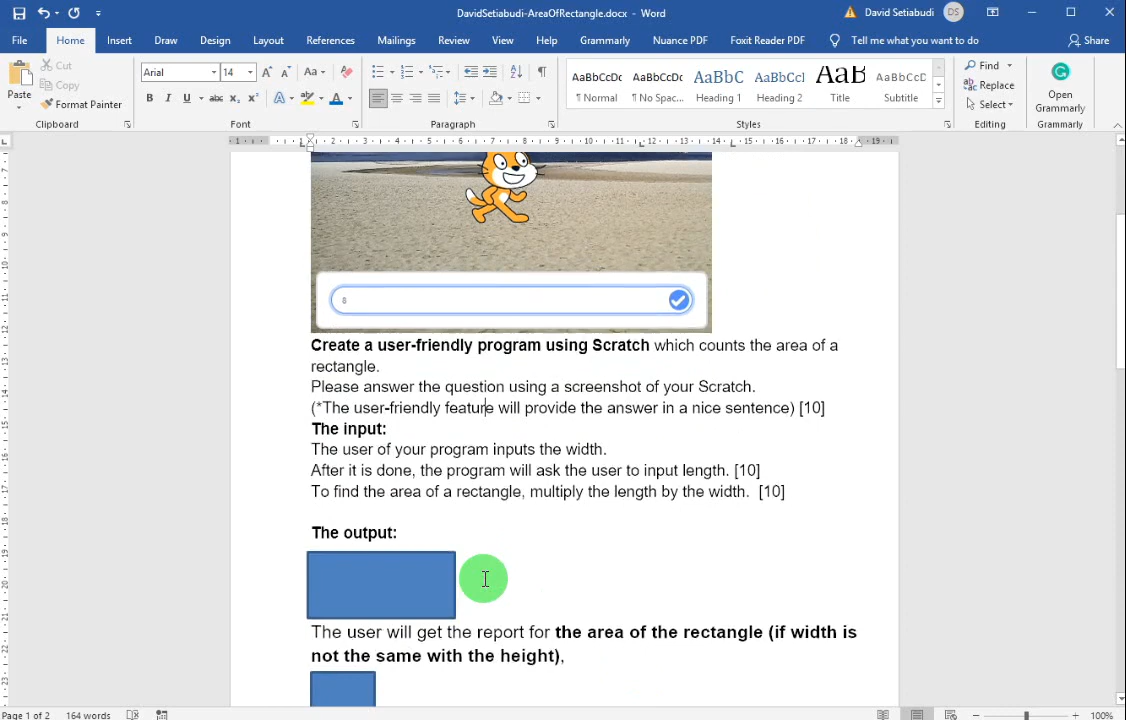 DavidSetiabudi-AreaOfRectangle.docx - Word
David Setiabudi
DS
File Home Insert Draw Design Layout References Mailings Review View Help Grammarly Nuance PDF Foxit Reader PDF Tell me what you want to do Share
Paste
Cut
Copy
Format Painter
Clipboard
Arial 14
Font
Paragraph
AaBbCcDc AaBbCcDc AaBbC AaBbCcl AaBb AaBbCcD
¶ Normal ¶ No Spac... Heading 1 Heading 2 Title Subtitle
Styles
Find
Replace
Select
Editing
Open
Grammarly
Grammarly
8
Create a user-friendly program using Scratch which counts the area of a
rectangle.
Please answer the question using a screenshot of your Scratch.
(*The user-friendly feature will provide the answer in a nice sentence) [10]
The input:
The user of your program inputs the width.
After it is done, the program will ask the user to input length. [10]
To find the area of a rectangle, multiply the length by the width. [10]
The output:
The user will get the report for the area of the rectangle (if width is
not the same with the height),
Page 1 of 2 164 words 100%